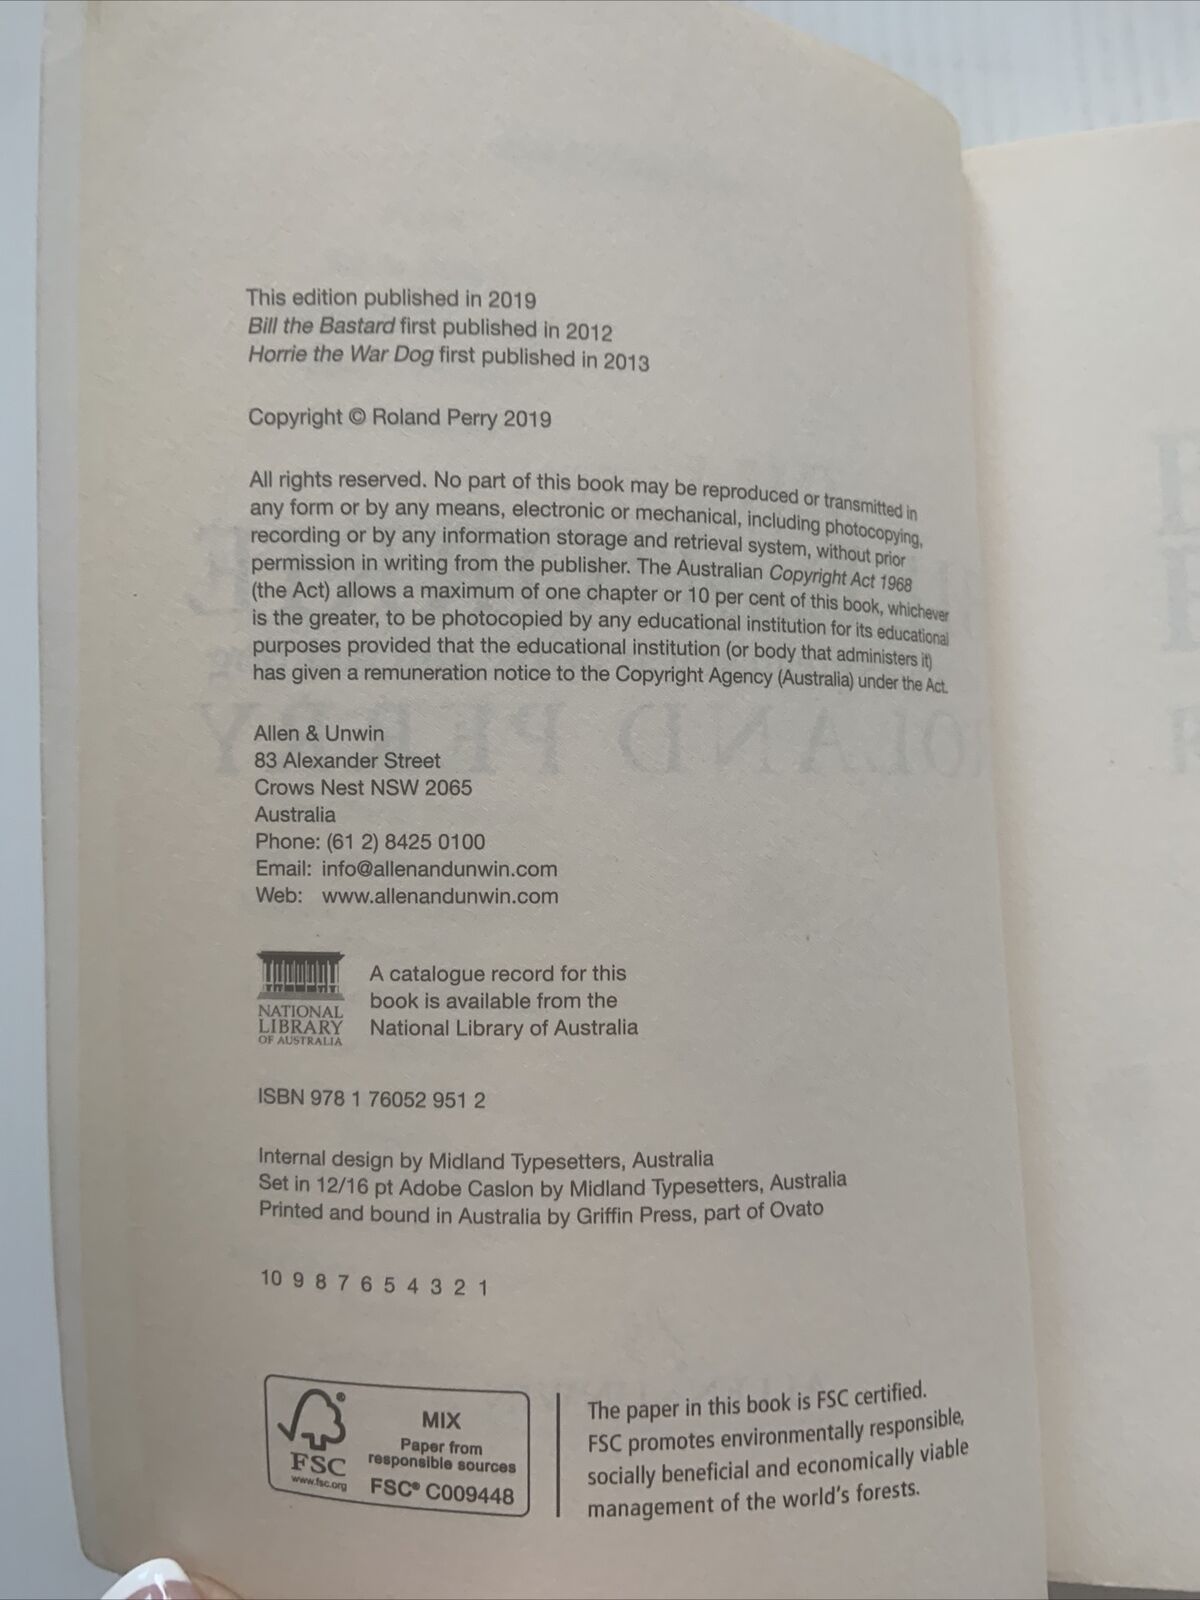 This edition published in 2019
Bill the Bastard first published in 2012
Horrie the War Dog first published in 2013
Copyright © Roland Perry 2019
All rights reserved. No part of this book may be reproduced or transmitted in
any form or by any means, electronic or mechanical, including photocopying,
recording or by any information storage and retrieval system, without prior
permission in writing from the publisher. The Australian Copyright Act 1968
(the Act) allows a maximum of one chapter or 10 per cent of this book, whichever
is the greater, to be photocopied by any educational institution for its educational
purposes provided that the educational institution (or body that administers it)
has given a remuneration notice to the Copyright Agency (Australia) under the Act.
Allen & Unwin
83 Alexander Street
Crows Nest NSW 2065
Australia
Phone: (61 2) 8425 0100
Email: info@allenandunwin.com
Web: www.allenandunwin.com
NATIONAL
LIBRARY
OF AUSTRALIA
A catalogue record for this
book is available from the
National Library of Australia
ISBN 978 1 76052 951 2
Internal design by Midland Typesetters, Australia
Set in 12/16 pt Adobe Caslon by Midland Typesetters, Australia
Printed and bound in Australia by Griffin Press, part of Ovato
10 9 8 7 6 5 4 3 2 1
FSC
www.fsc.org
MIX
Paper from
responsible sources
FSC® C009448
The paper in this book is FSC certified.
FSC promotes environmentally responsible,
socially beneficial and economically viable
management of the world's forests.